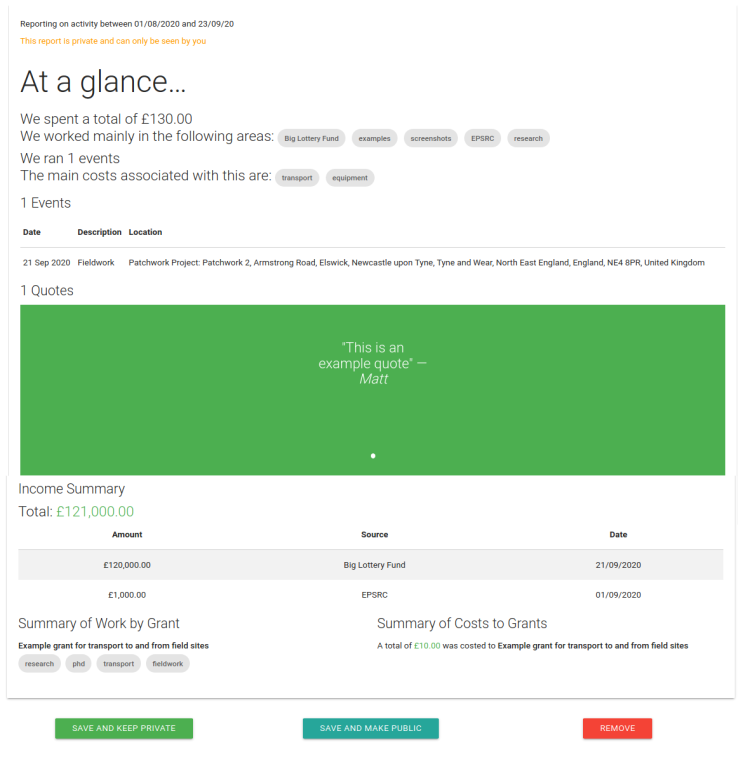 Reporting on activity between 01/08/2020 and 23/09/20
This report is private and can only be seen by you
At a glance...
We spent a total of £130.00
We worked mainly in the following areas: Big Lottery Fund examples screenshots EPSRC research
We ran 1 events
The main costs associated with this are: transport equipment
1 Events
Date Description Location
21 Sep 2020 Fieldwork Patchwork Project: Patchwork 2, Armstrong Road, Elswick, Newcastle upon Tyne, Tyne and Wear, North East England, England, NE4 8PR, United Kingdom
1 Quotes
"This is an
example quote" —
Matt
Income Summary
Total: £121,000.00
Amount Source Date
£120,000.00 Big Lottery Fund 21/09/2020
£1,000.00 EPSRC 01/09/2020
Summary of Work by Grant
Example grant for transport to and from field sites
research phd transport fieldwork
Summary of Costs to Grants
A total of £10.00 was costed to Example grant for transport to and from field sites
SAVE AND KEEP PRIVATE SAVE AND MAKE PUBLIC REMOVE